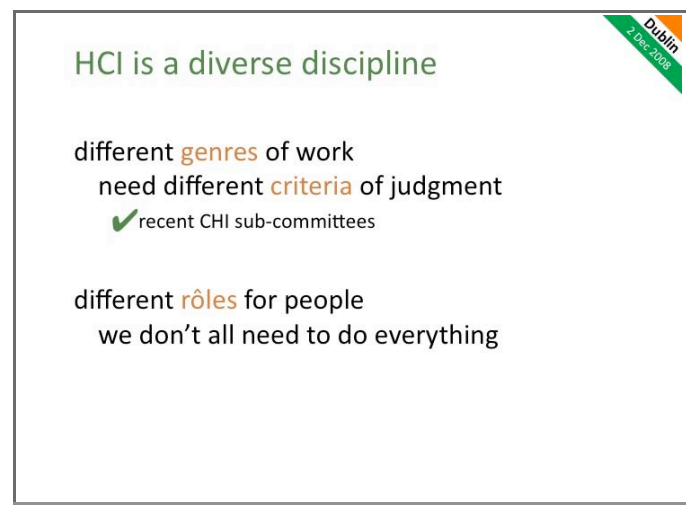 Dublin
2 Dec 2008
HCI is a diverse discipline
different genres of work
need different criteria of judgment
✔recent CHI sub-committees
different rôles for people
we don’t all need to do everything